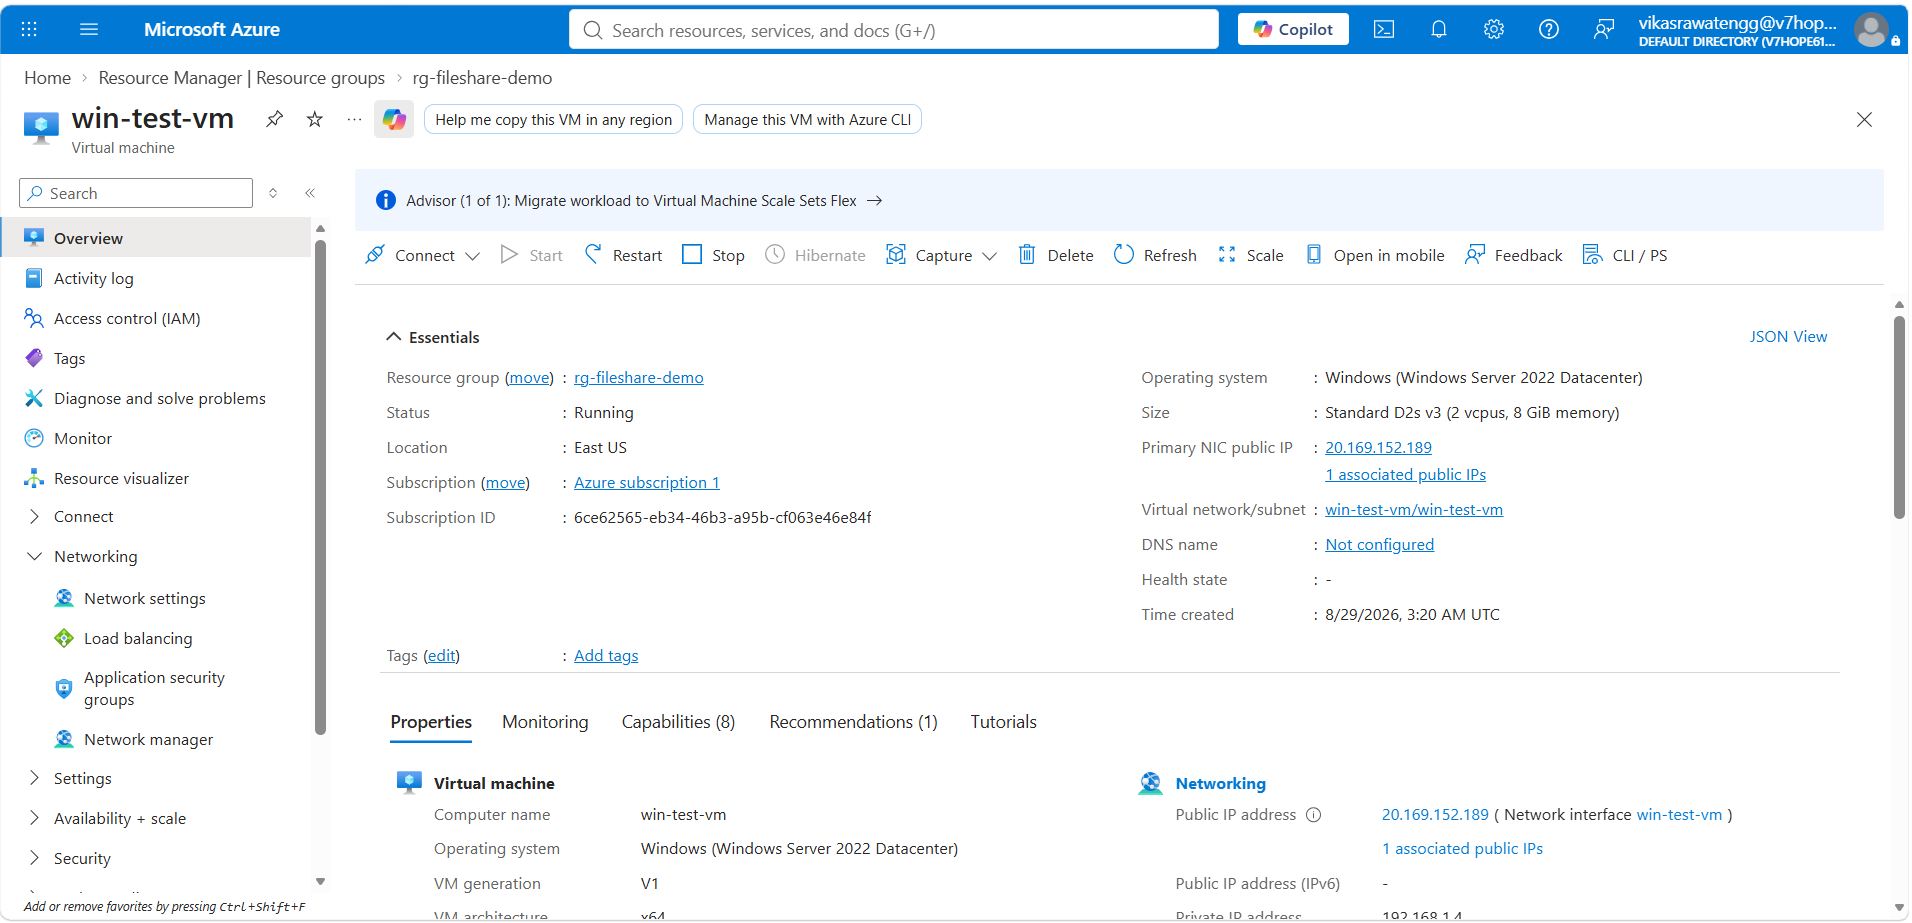 Microsoft Azure
Search resources, services, and docs (G+/)
Copilot
vikasrawatengg@v7hop...
DEFAULT DIRECTORY (V7HOPE61...
Home > Resource Manager | Resource groups > rg-fileshare-demo
win-test-vm
Virtual machine
Help me copy this VM in any region
Manage this VM with Azure CLI
Search
Overview
Activity log
Access control (IAM)
Tags
Diagnose and solve problems
Monitor
Resource visualizer
Connect
Networking
Network settings
Load balancing
Application security
groups
Network manager
Settings
Availability + scale
Security
Add or remove favorites by pressing Ctrl+Shift+F
Advisor (1 of 1): Migrate workload to Virtual Machine Scale Sets Flex →
Connect Start Restart Stop Hibernate Capture Delete Refresh Scale Open in mobile Feedback CLI / PS
Essentials
JSON View
Resource group (move) : rg-fileshare-demo
Status : Running
Location : East US
Subscription (move) : Azure subscription 1
Subscription ID : 6ce62565-eb34-46b3-a95b-cf063e46e84f
Operating system : Windows (Windows Server 2022 Datacenter)
Size : Standard D2s v3 (2 vcpus, 8 GiB memory)
Primary NIC public IP : 20.169.152.189
1 associated public IPs
Virtual network/subnet : win-test-vm/win-test-vm
DNS name : Not configured
Health state : -
Time created : 8/29/2026, 3:20 AM UTC
Tags (edit) : Add tags
Properties Monitoring Capabilities (8) Recommendations (1) Tutorials
Virtual machine
Computer name win-test-vm
Operating system Windows (Windows Server 2022 Datacenter)
VM generation V1
VM architecture x64
Networking
Public IP address 20.169.152.189 ( Network interface win-test-vm )
1 associated public IPs
Public IP address (IPv6) -
Private IP address 192.168.1.4